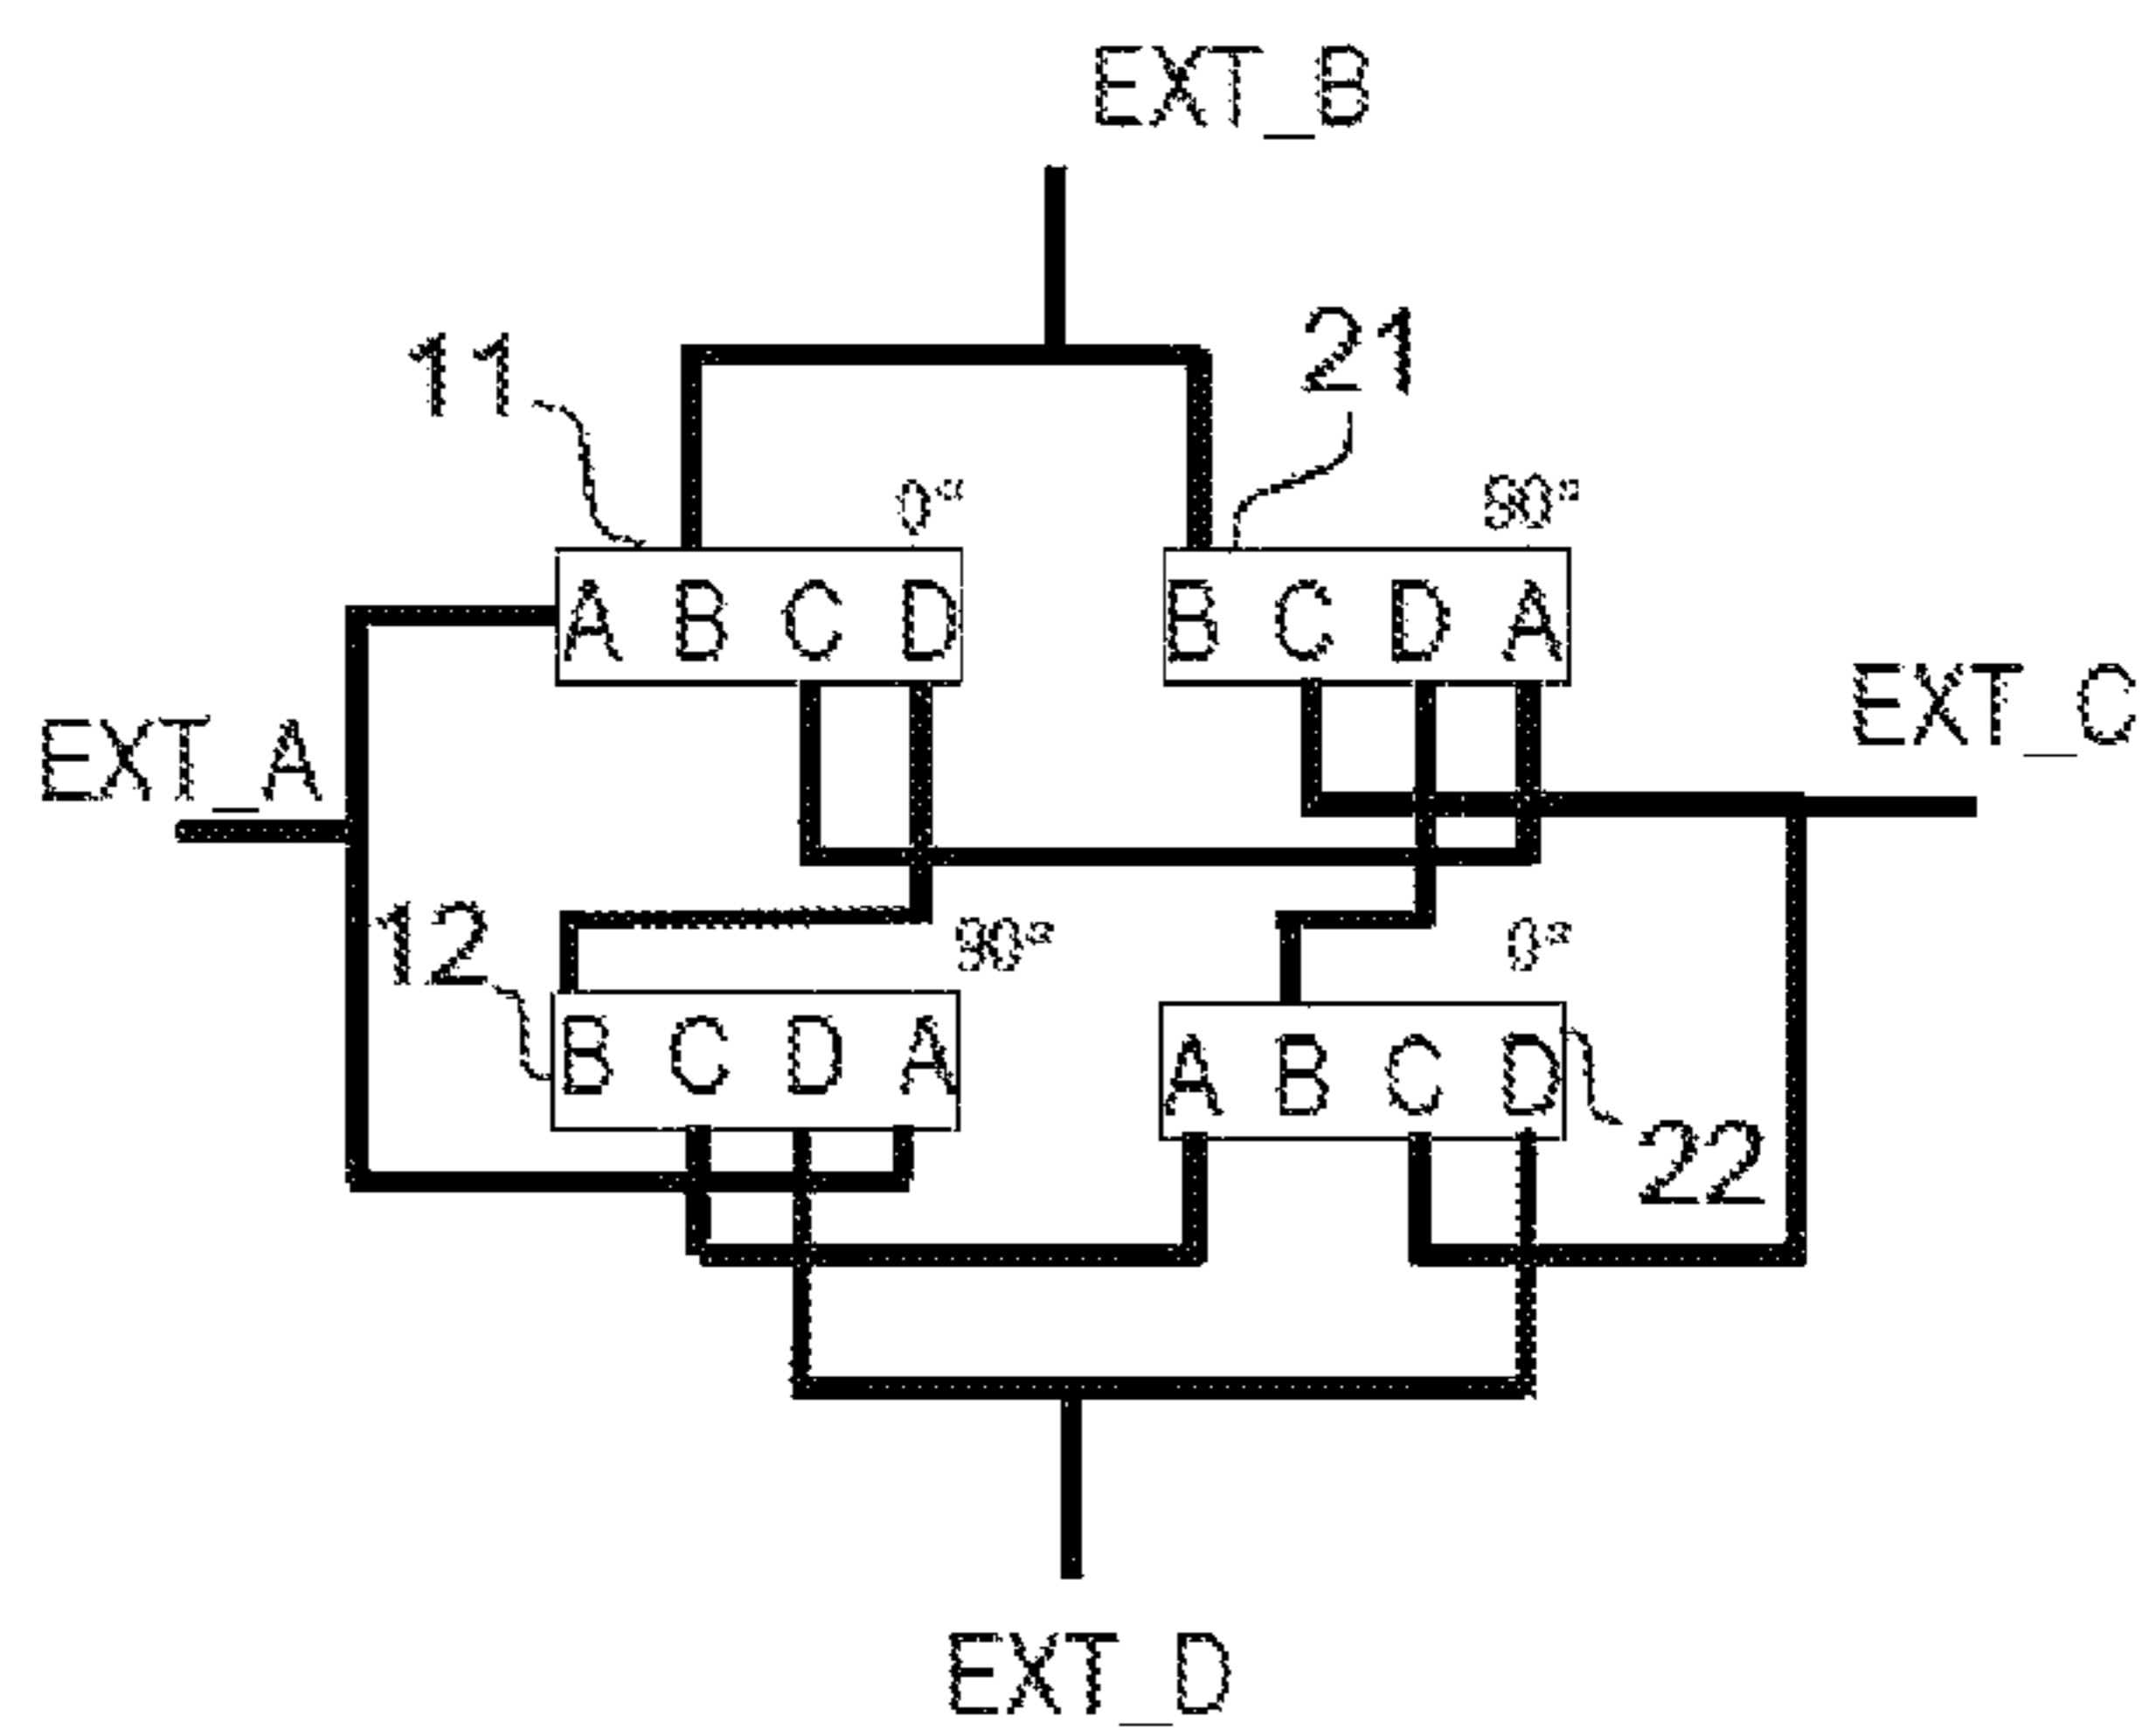 EXT_B
11
21
0°
90°
A B C D
B C D A
EXT_A
EXT_C
12
90°
0°
B C D A
A B C D
22
EXT_D